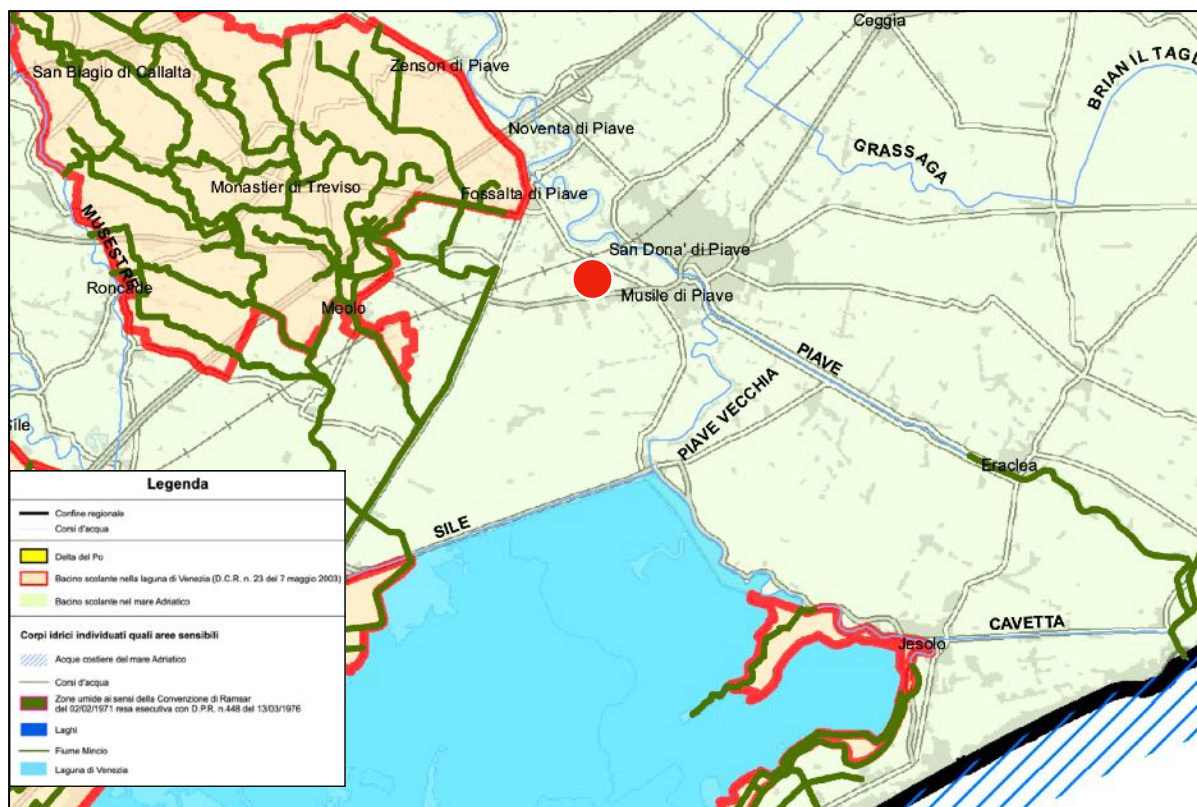 Ceggia
San Biagio di Callalta
Zenson di Piave
BRIAN IL TAGL
Noventa di Piave
GRASSAGA
Monastier di Treviso
Fossalta di Piave
MUSESTRE
San Dona' di Piave
Roncade
Meolo
Musile di Piave
PIAVE
PIAVE VECCHIA
Sile
Eraclea
SILE
CAVETTA
Jesolo
Legenda
Confine regionale
Corsi d'acqua
Delta del Po
Bacino scolante nella laguna di Venezia (D.C.R. n. 23 del 7 maggio 2003)
Bacino scolante nel mare Adriatico
Corpi idrici individuati quali aree sensibili
Acque costiere del mare Adriatico
Corsi d'acqua
Zone umide ai sensi della Convenzione di Ramsar
del 02/02/1971 resa esecutiva con D.P.R. n.448 del 13/03/1976
Laghi
Fiume Mincio
Laguna di Venezia